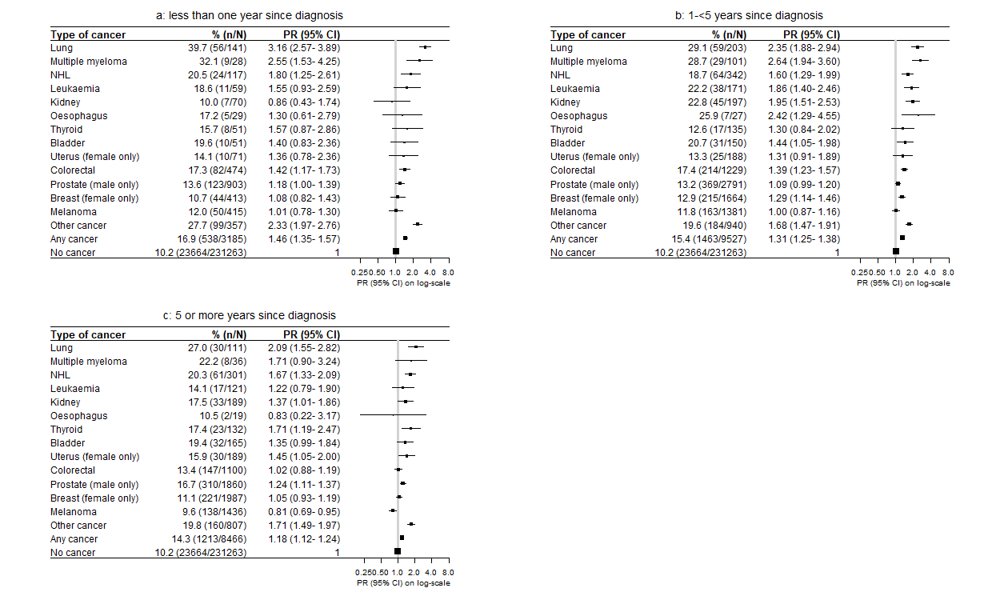 a: less than one year since diagnosis
Type of cancer % (n/N) PR (95% CI)
Lung 39.7 (56/141) 3.16 (2.57- 3.89)
Multiple myeloma 32.1 (9/28) 2.55 (1.53- 4.25)
NHL 20.5 (24/117) 1.80 (1.25- 2.61)
Leukaemia 18.6 (11/59) 1.55 (0.93- 2.59)
Kidney 10.0 (7/70) 0.86 (0.43- 1.74)
Oesophagus 17.2 (5/29) 1.30 (0.61- 2.79)
Thyroid 15.7 (8/51) 1.57 (0.87- 2.86)
Bladder 19.6 (10/51) 1.40 (0.83- 2.36)
Uterus (female only) 14.1 (10/71) 1.36 (0.78- 2.36)
Colorectal 17.3 (82/474) 1.42 (1.17- 1.73)
Prostate (male only) 13.6 (123/903) 1.18 (1.00- 1.39)
Breast (female only) 10.7 (44/413) 1.08 (0.82- 1.43)
Melanoma 12.0 (50/415) 1.01 (0.78- 1.30)
Other cancer 27.7 (99/357) 2.33 (1.97- 2.76)
Any cancer 16.9 (538/3185) 1.46 (1.35- 1.57)
No cancer 10.2 (23664/231263) 1
0.25 0.50 1.0 2.0 4.0 8.0
PR (95% CI) on log-scale
b: 1-<5 years since diagnosis
Type of cancer % (n/N) PR (95% CI)
Lung 29.1 (59/203) 2.35 (1.88- 2.94)
Multiple myeloma 28.7 (29/101) 2.64 (1.94- 3.60)
NHL 18.7 (64/342) 1.60 (1.29- 1.99)
Leukaemia 22.2 (38/171) 1.86 (1.40- 2.46)
Kidney 22.8 (45/197) 1.95 (1.51- 2.53)
Oesophagus 25.9 (7/27) 2.42 (1.29- 4.55)
Thyroid 12.6 (17/135) 1.30 (0.84- 2.02)
Bladder 20.7 (31/150) 1.44 (1.05- 1.98)
Uterus (female only) 13.3 (25/188) 1.31 (0.91- 1.89)
Colorectal 17.4 (214/1229) 1.39 (1.23- 1.57)
Prostate (male only) 13.2 (369/2791) 1.09 (0.99- 1.20)
Breast (female only) 12.9 (215/1664) 1.29 (1.14- 1.46)
Melanoma 11.8 (163/1381) 1.00 (0.87- 1.16)
Other cancer 19.6 (184/940) 1.68 (1.47- 1.91)
Any cancer 15.4 (1463/9527) 1.31 (1.25- 1.38)
No cancer 10.2 (23664/231263) 1
0.25 0.50 1.0 2.0 4.0 8.0
PR (95% CI) on log-scale
c: 5 or more years since diagnosis
Type of cancer % (n/N) PR (95% CI)
Lung 27.0 (30/111) 2.09 (1.55- 2.82)
Multiple myeloma 22.2 (8/36) 1.71 (0.90- 3.24)
NHL 20.3 (61/301) 1.67 (1.33- 2.09)
Leukaemia 14.1 (17/121) 1.22 (0.79- 1.90)
Kidney 17.5 (33/189) 1.37 (1.01- 1.86)
Oesophagus 10.5 (2/19) 0.83 (0.22- 3.17)
Thyroid 17.4 (23/132) 1.71 (1.19- 2.47)
Bladder 19.4 (32/165) 1.35 (0.99- 1.84)
Uterus (female only) 15.9 (30/189) 1.45 (1.05- 2.00)
Colorectal 13.4 (147/1100) 1.02 (0.88- 1.19)
Prostate (male only) 16.7 (310/1860) 1.24 (1.11- 1.37)
Breast (female only) 11.1 (221/1987) 1.05 (0.93- 1.19)
Melanoma 9.6 (138/1436) 0.81 (0.69- 0.95)
Other cancer 19.8 (160/807) 1.71 (1.49- 1.97)
Any cancer 14.3 (1213/8466) 1.18 (1.12- 1.24)
No cancer 10.2 (23664/231263) 1
0.25 0.50 1.0 2.0 4.0 8.0
PR (95% CI) on log-scale